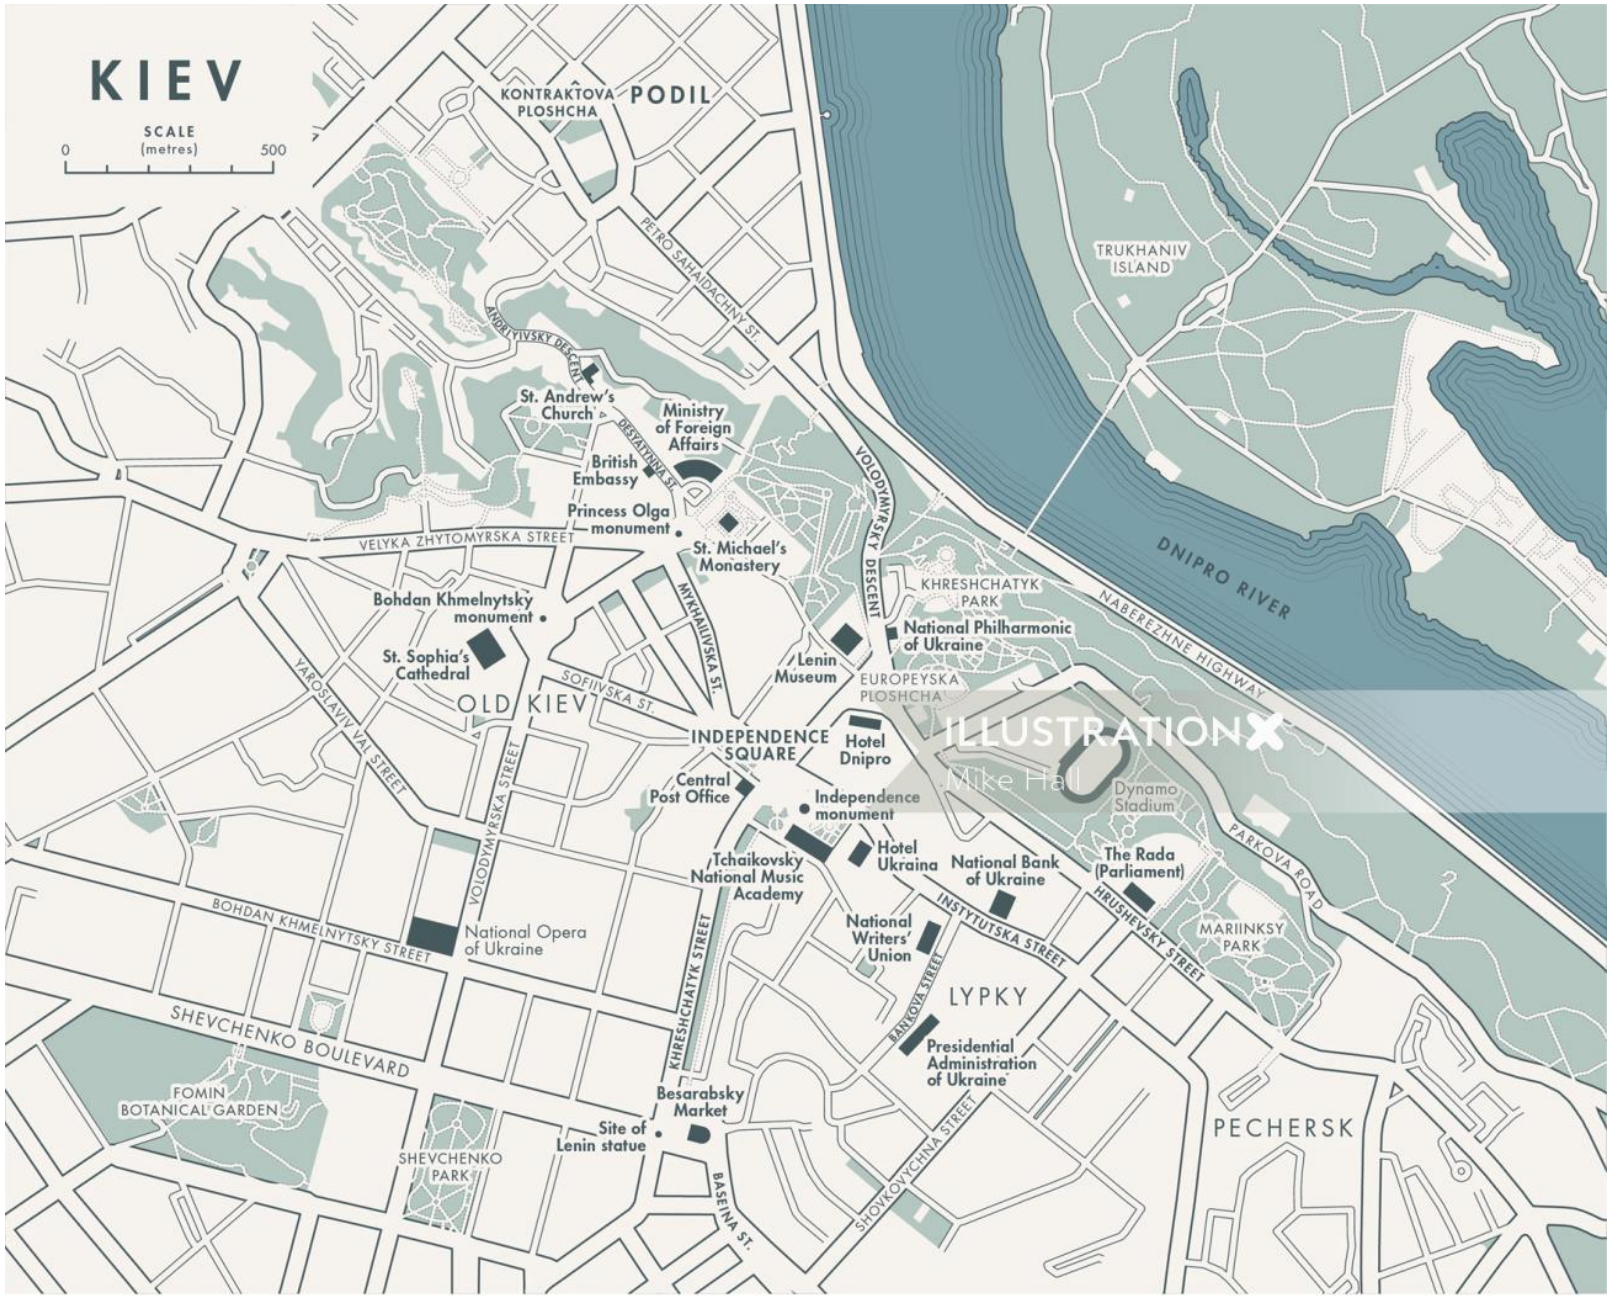 KIEV
SCALE
(metres)
0
500
KONTRAKTOVA
PLOSHCHA
PODIL
PETRO SAHAIDACHNY ST.
TRUKHANIV
ISLAND
ANDRIYIVSKY DESCENT
St. Andrew's
Church
DESYATYNNA ST.
Ministry
of Foreign
Affairs
British
Embassy
Princess Olga
monument
VELYKA ZHYTOMYRSKA STREET
St. Michael's
Monastery
VOLODYMYRSKY DESCENT
DNIPRO RIVER
KHRESHCHATYK
PARK
NABEREZHNE HIGHWAY
Bohdan Khmelnytsky
monument
MYKHAILIVSKA ST.
National Philharmonic
of Ukraine
St. Sophia's
Cathedral
Lenin
Museum
EUROPEYSKA
PLOSHCHA
YAROSLAVIV VAL STREET
SOFIIVSKA ST.
OLD KIEV
INDEPENDENCE
SQUARE
Hotel
Dnipro
ILLUSTRATIONX
Mike Hall
Dynamo
Stadium
Central
Post Office
Independence
monument
VOLODYMYRSKA STREET
PARKOVA ROAD
Tchaikovsky
National Music
Academy
Hotel
Ukraina
National Bank
of Ukraine
The Rada
(Parliament)
INSTYTUTSKA STREET
HRUSHEVSKY STREET
BOHDAN KHMELNYTSKY STREET
National Opera
of Ukraine
KHRESHCHATYK STREET
National
Writers'
Union
MARIINKSY
PARK
BANKOVA STREET
LYPKY
SHEVCHENKO BOULEVARD
Presidential
Administration
of Ukraine
FOMIN
BOTANICAL GARDEN
Besarabsky
Market
Site of
Lenin statue
PECHERSK
SHEVCHENKO
PARK
BASEINA ST.
SHOVKOVYCHNA STREET